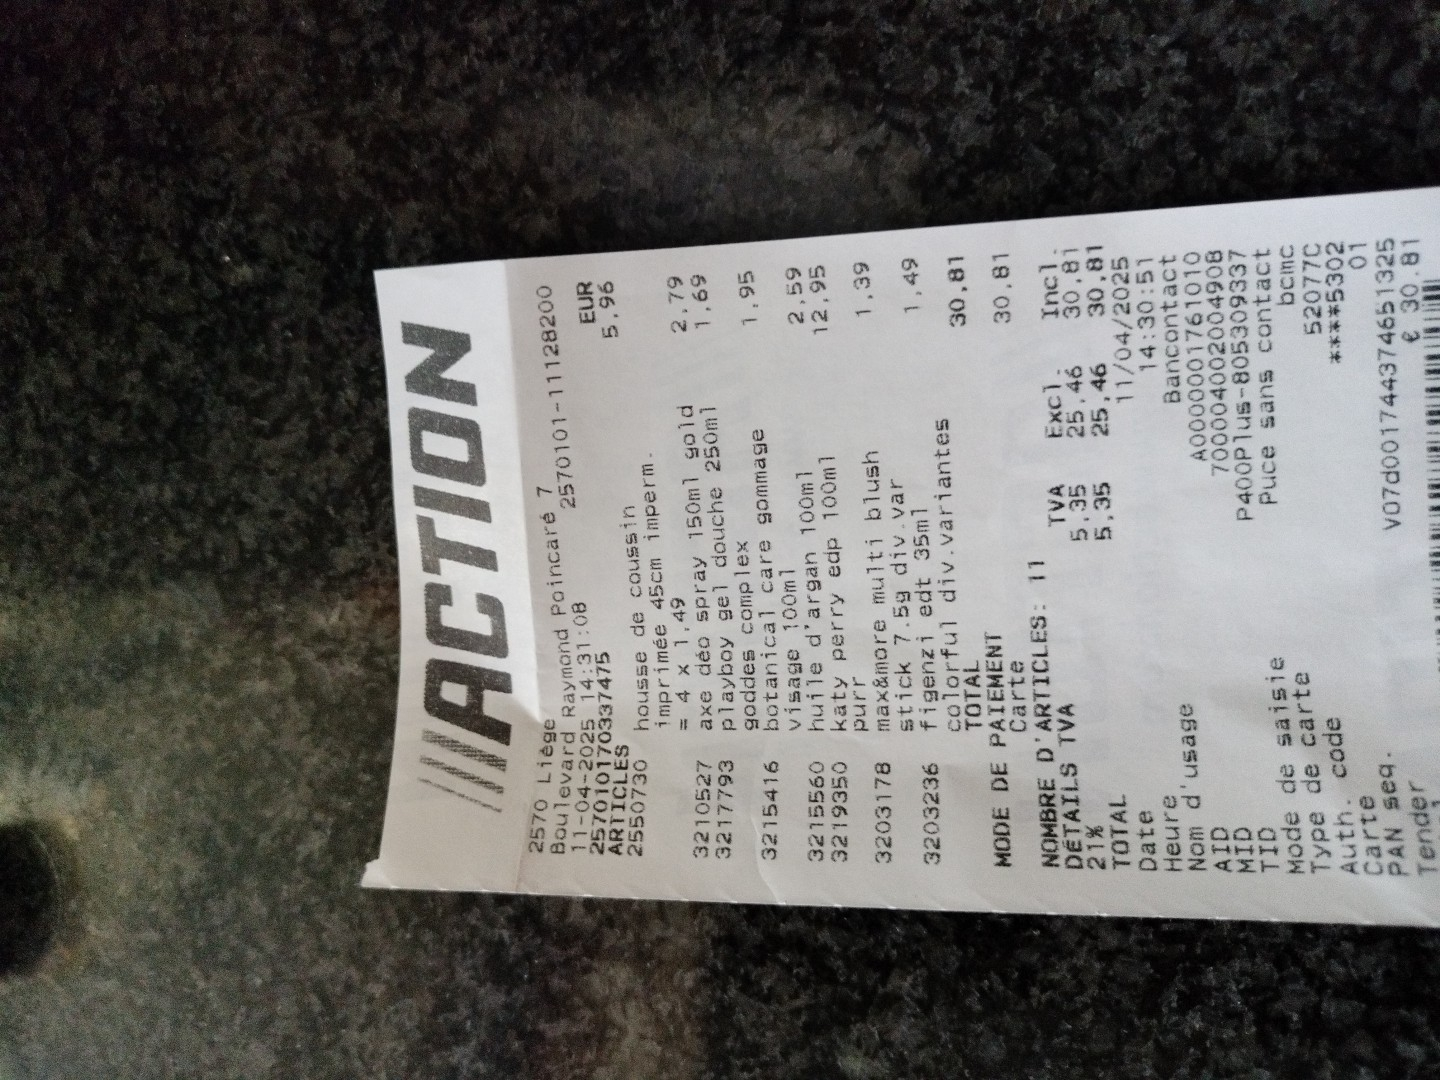 ///ACTION
2570 Liège
Boulevard Raymond Poincaré 7
11-04-2025 14:31:08 2570101-11128200
2570101170337475
ARTICLES EUR
2550730 housse de coussin 5,96
imprimée 45cm imperm.
= 4 x 1,49
3210527 axe déo spray 150ml gold 2,79
3217793 playboy gel douche 250ml 1,69
goddes complex
3215416 botanical care gommage 1,95
visage 100ml
3215560 huile d'argan 100ml 2,59
3219350 katy perry edp 100ml 12,95
purr
3203178 max&more multi blush 1,39
stick 7.5g div.var
3203236 figenzi edt 35ml 1,49
colorful div.variantes
TOTAL 30,81
MODE DE PAIEMENT
Carte 30,81
NOMBRE D'ARTICLES: 11
DÉTAILS TVA TVA Excl. Incl.
21% 5,35 25,46 30,81
TOTAL 5,35 25,46 30,81
Date 11/04/2025
Heure 14:30:51
Nom d'usage Bancontact
AID A0000001761010
MID 700040020049​08
TID P400Plus-805309337
Mode de saisie Puce sans contact
Type de carte bcmc
Auth. code 52077C
Carte ****5302
PAN seq. 01
V07d001744374651325
Tender € 30.81